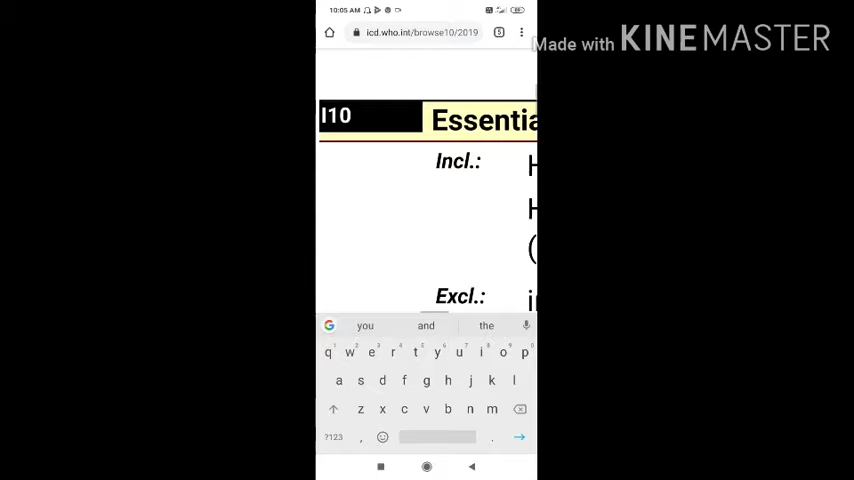 10:05 AM
Made with KINEMASTER
icd.who.int/browse10/2019
5
I10
Essentia
Incl.:
H
H
(
Excl.:
you and the
q w e r t y u i o p
a s d f g h j k l
z x c v b n m
?123 , .